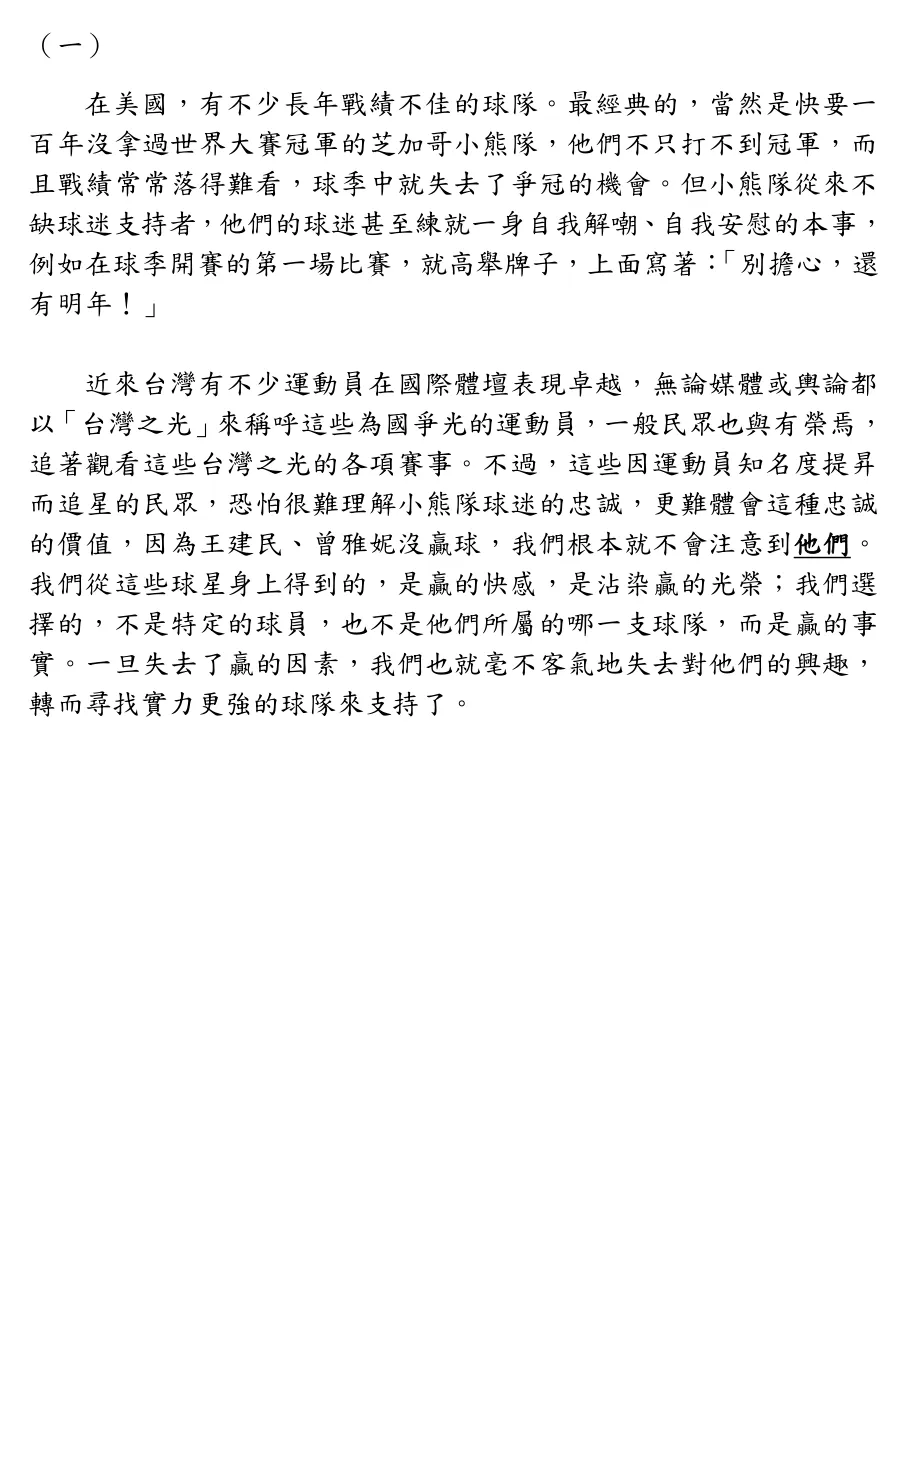 （一）
在美國，有不少長年戰績不佳的球隊。最經典的，當然是快要一
百年沒拿過世界大賽冠軍的芝加哥小熊隊，他們不只打不到冠軍，而
且戰績常常落得難看，球季中就失去了爭冠的機會。但小熊隊從來不
缺球迷支持者，他們的球迷甚至練就一身自我解嘲、自我安慰的本事，
例如在球季開賽的第一場比賽，就高舉牌子，上面寫著：「別擔心，還
有明年！」
近來台灣有不少運動員在國際體壇表現卓越，無論媒體或輿論都
以「台灣之光」來稱呼這些為國爭光的運動員，一般民眾也與有榮焉，
追著觀看這些台灣之光的各項賽事。不過，這些因運動員知名度提昇
而追星的民眾，恐怕很難理解小熊隊球迷的忠誠，更難體會這種忠誠
的價值，因為王建民、曾雅妮沒贏球，我們根本就不會注意到他們。
我們從這些球星身上得到的，是贏的快感，是沾染贏的光榮；我們選
擇的，不是特定的球員，也不是他們所屬的哪一支球隊，而是贏的事
實。一旦失去了贏的因素，我們也就毫不客氣地失去對他們的興趣，
轉而尋找實力更強的球隊來支持了。